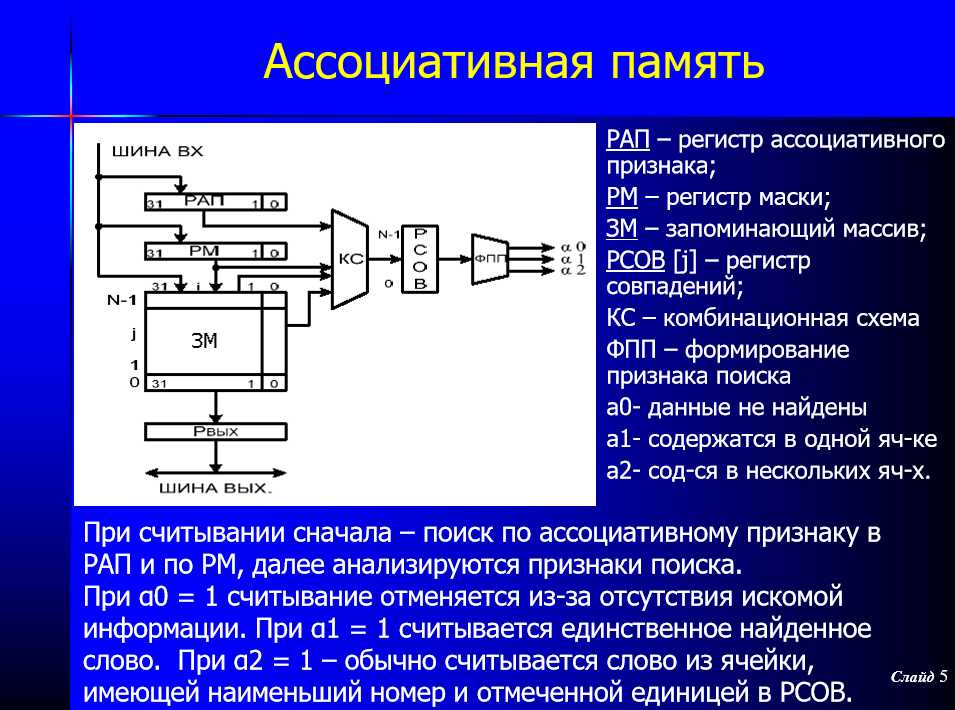 Ассоциативная память
ШИНА ВХ
31 РАП 1 0
31 РМ 1 0
31 i 1 0
N-1
j
ЗМ
1
0 31 1 0
Рвых
ШИНА ВЫХ.
КС
N-1
0
Р
С
О
В
ФПП
α 0
α 1
α 2
РАП – регистр ассоциативного
признака;
РМ – регистр маски;
ЗМ – запоминающий массив;
РСОВ [j] – регистр
совпадений;
КС – комбинационная схема
ФПП – формирование
признака поиска
а0- данные не найдены
а1- содержатся в одной яч-ке
а2- сод-ся в нескольких яч-х.
При считывании сначала – поиск по ассоциативному признаку в
РАП и по РМ, далее анализируются признаки поиска.
При α0 = 1 считывание отменяется из-за отсутствия искомой
информации. При α1 = 1 считывается единственное найденное
слово. При α2 = 1 – обычно считывается слово из ячейки,
имеющей наименьший номер и отмеченной единицей в РСОВ.
Слайд 5